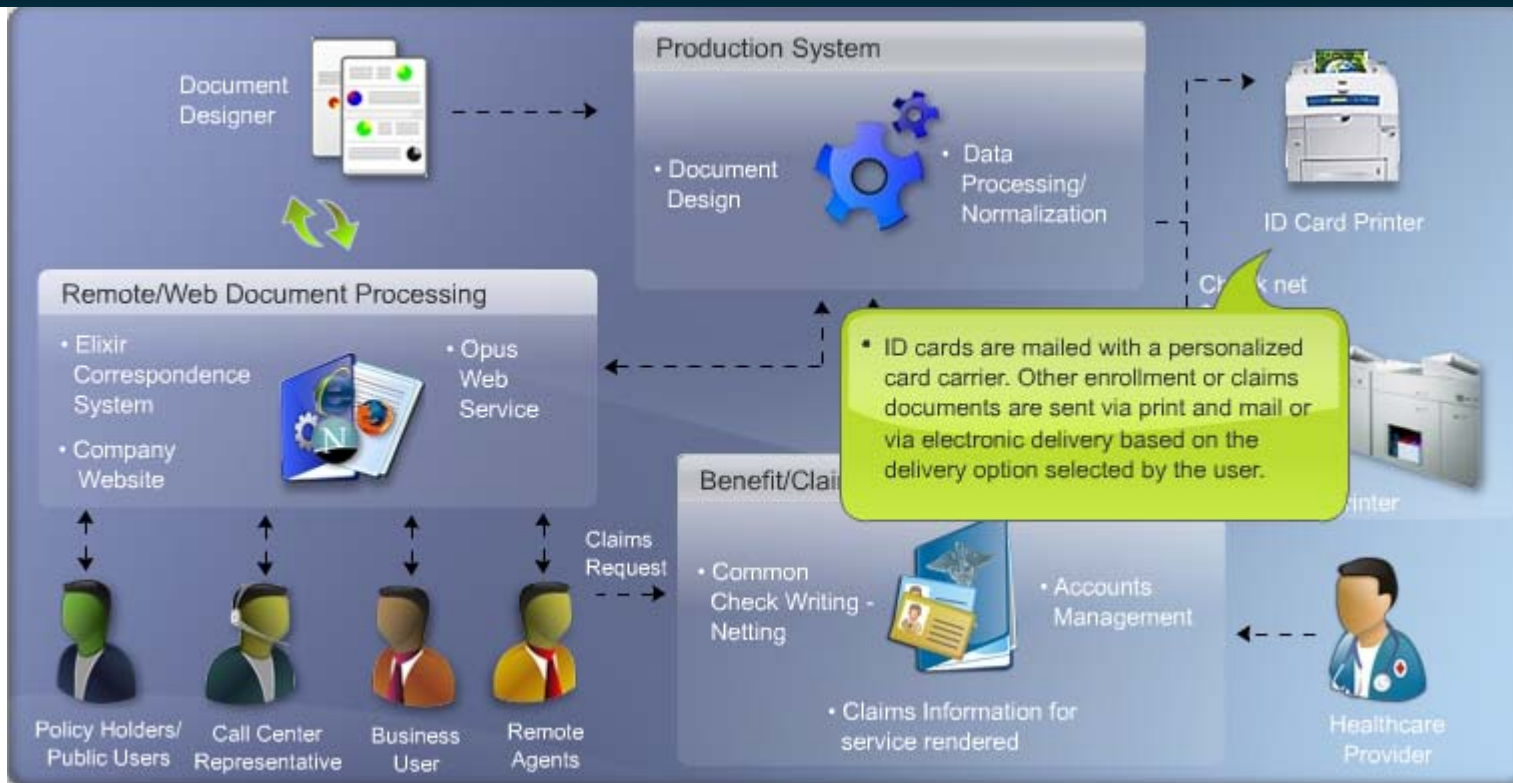 Document
Designer
Production System
• Document
Design
• Data
Processing/
Normalization
ID Card Printer
Remote/Web Document Processing
• Elixir
Correspondence
System
• Company
Website
• Opus
Web
Service
N
net
• ID cards are mailed with a personalized
card carrier. Other enrollment or claims
documents are sent via print and mail or
via electronic delivery based on the
delivery option selected by the user.
Claims
Request
• Common
Check Writing -
Netting
• Accounts
Management
• Claims Information for
service rendered
Policy Holders/
Public Users
Call Center
Representative
Business
User
Remote
Agents
Healthcare
Provider